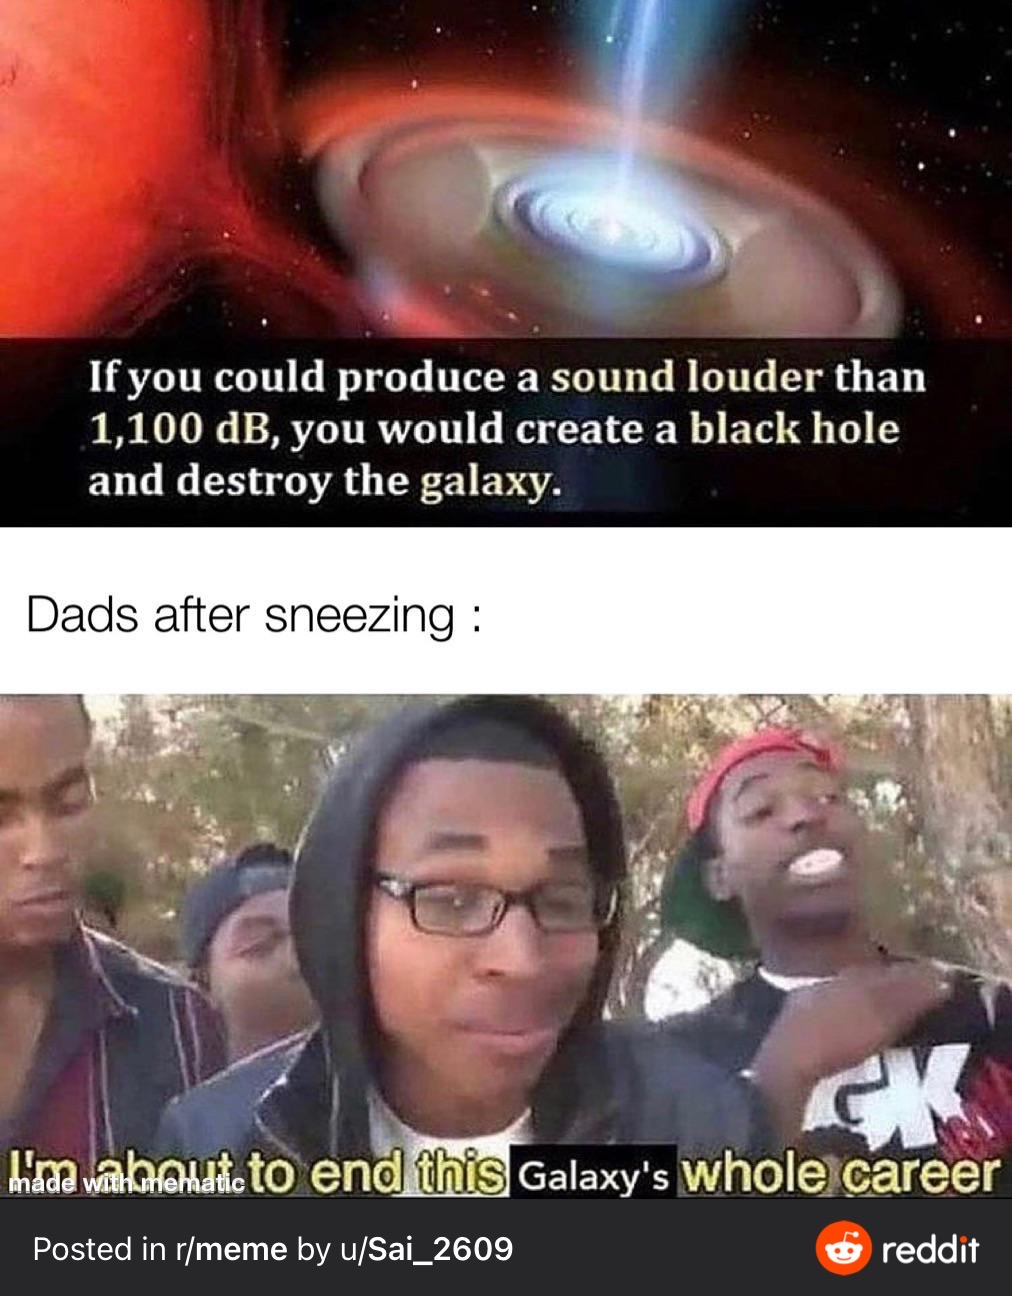 If you could produce a sound louder than
1,100 dB, you would create a black hole
and destroy the galaxy.
Dads after sneezing :
GK
I'm about to end this Galaxy's whole career
made with mematic
Posted in r/meme by u/Sai_2609
reddit